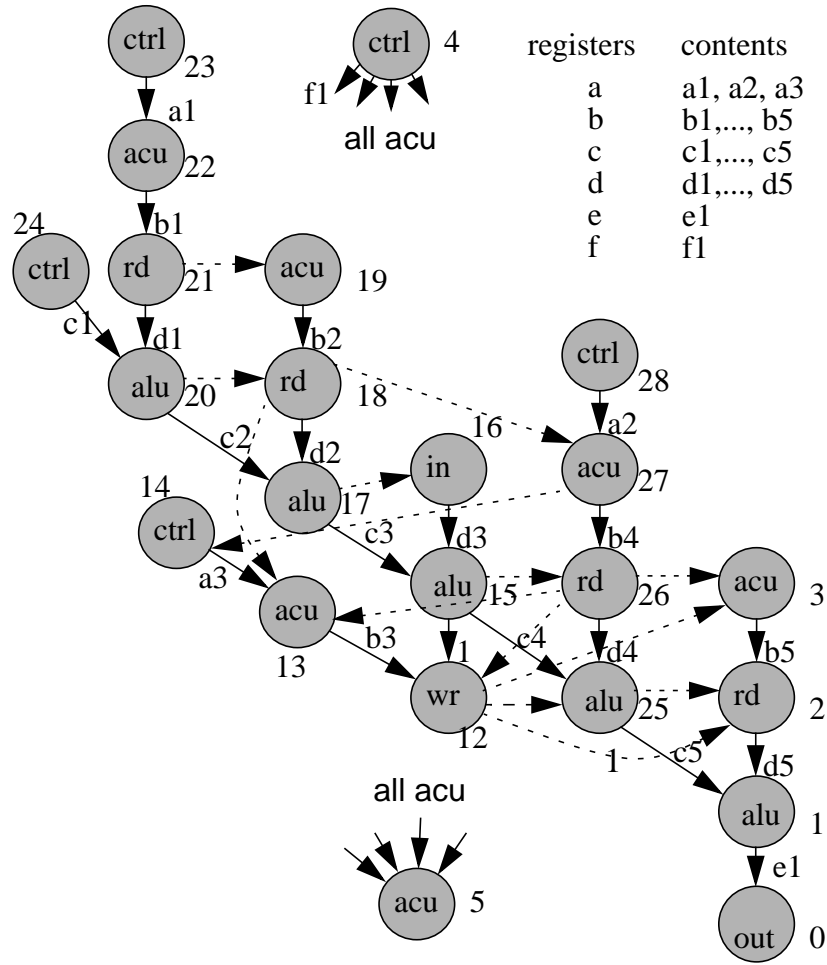 ctrl
23
ctrl
4
f1
all acu
registers contents
a a1, a2, a3
b b1,..., b5
c c1,..., c5
d d1,..., d5
e e1
f f1
a1
acu
22
24
ctrl
b1
rd
21
acu
19
c1
d1
alu
20
b2
rd
18
ctrl
28
c2
d2
alu
17
16
in
a2
acu
27
14
ctrl
a3
c3
d3
alu
15
b4
rd
26
acu
3
acu
13
b3
1
c4
d4
b5
wr
12
alu
25
rd
2
1
c5
d5
all acu
alu
1
e1
acu
5
out
0